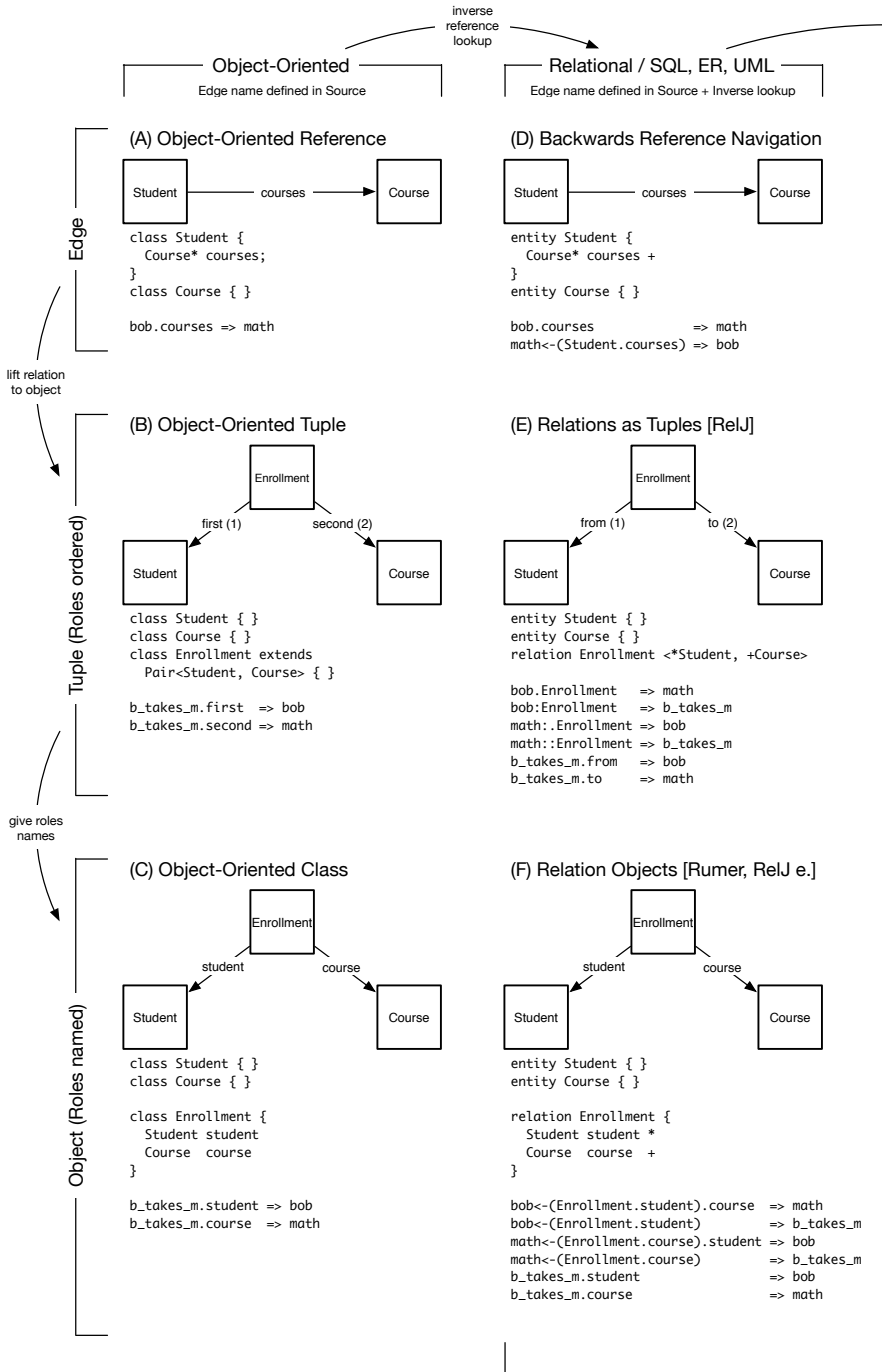 inverse
reference
lookup
Object-Oriented
Edge name defined in Source
Relational / SQL, ER, UML
Edge name defined in Source + Inverse lookup
Edge
(A) Object-Oriented Reference
Student
courses
Course
class Student {
  Course* courses;
}
class Course { }
bob.courses => math
(D) Backwards Reference Navigation
Student
courses
Course
entity Student {
  Course* courses +
}
entity Course { }
bob.courses           => math
math<-(Student.courses) => bob
lift relation
to object
Tuple (Roles ordered)
(B) Object-Oriented Tuple
Enrollment
first (1)
second (2)
Student
Course
class Student { }
class Course { }
class Enrollment extends
  Pair<Student, Course> { }
b_takes_m.first  => bob
b_takes_m.second => math
(E) Relations as Tuples [RelJ]
Enrollment
from (1)
to (2)
Student
Course
entity Student { }
entity Course { }
relation Enrollment <*Student, +Course>
bob.Enrollment   => math
bob:Enrollment   => b_takes_m
math:.Enrollment => bob
math::Enrollment => b_takes_m
b_takes_m.from   => bob
b_takes_m.to     => math
give roles
names
Object (Roles named)
(C) Object-Oriented Class
Enrollment
student
course
Student
Course
class Student { }
class Course { }
class Enrollment {
  Student student
  Course  course
}
b_takes_m.student => bob
b_takes_m.course  => math
(F) Relation Objects [Rumer, RelJ e.]
Enrollment
student
course
Student
Course
entity Student { }
entity Course { }
relation Enrollment {
  Student student *
  Course  course  +
}
bob<-(Enrollment.student).course  => math
bob<-(Enrollment.student)         => b_takes_m
math<-(Enrollment.course).student => bob
math<-(Enrollment.course)         => b_takes_m
b_takes_m.student                 => bob
b_takes_m.course                  => math